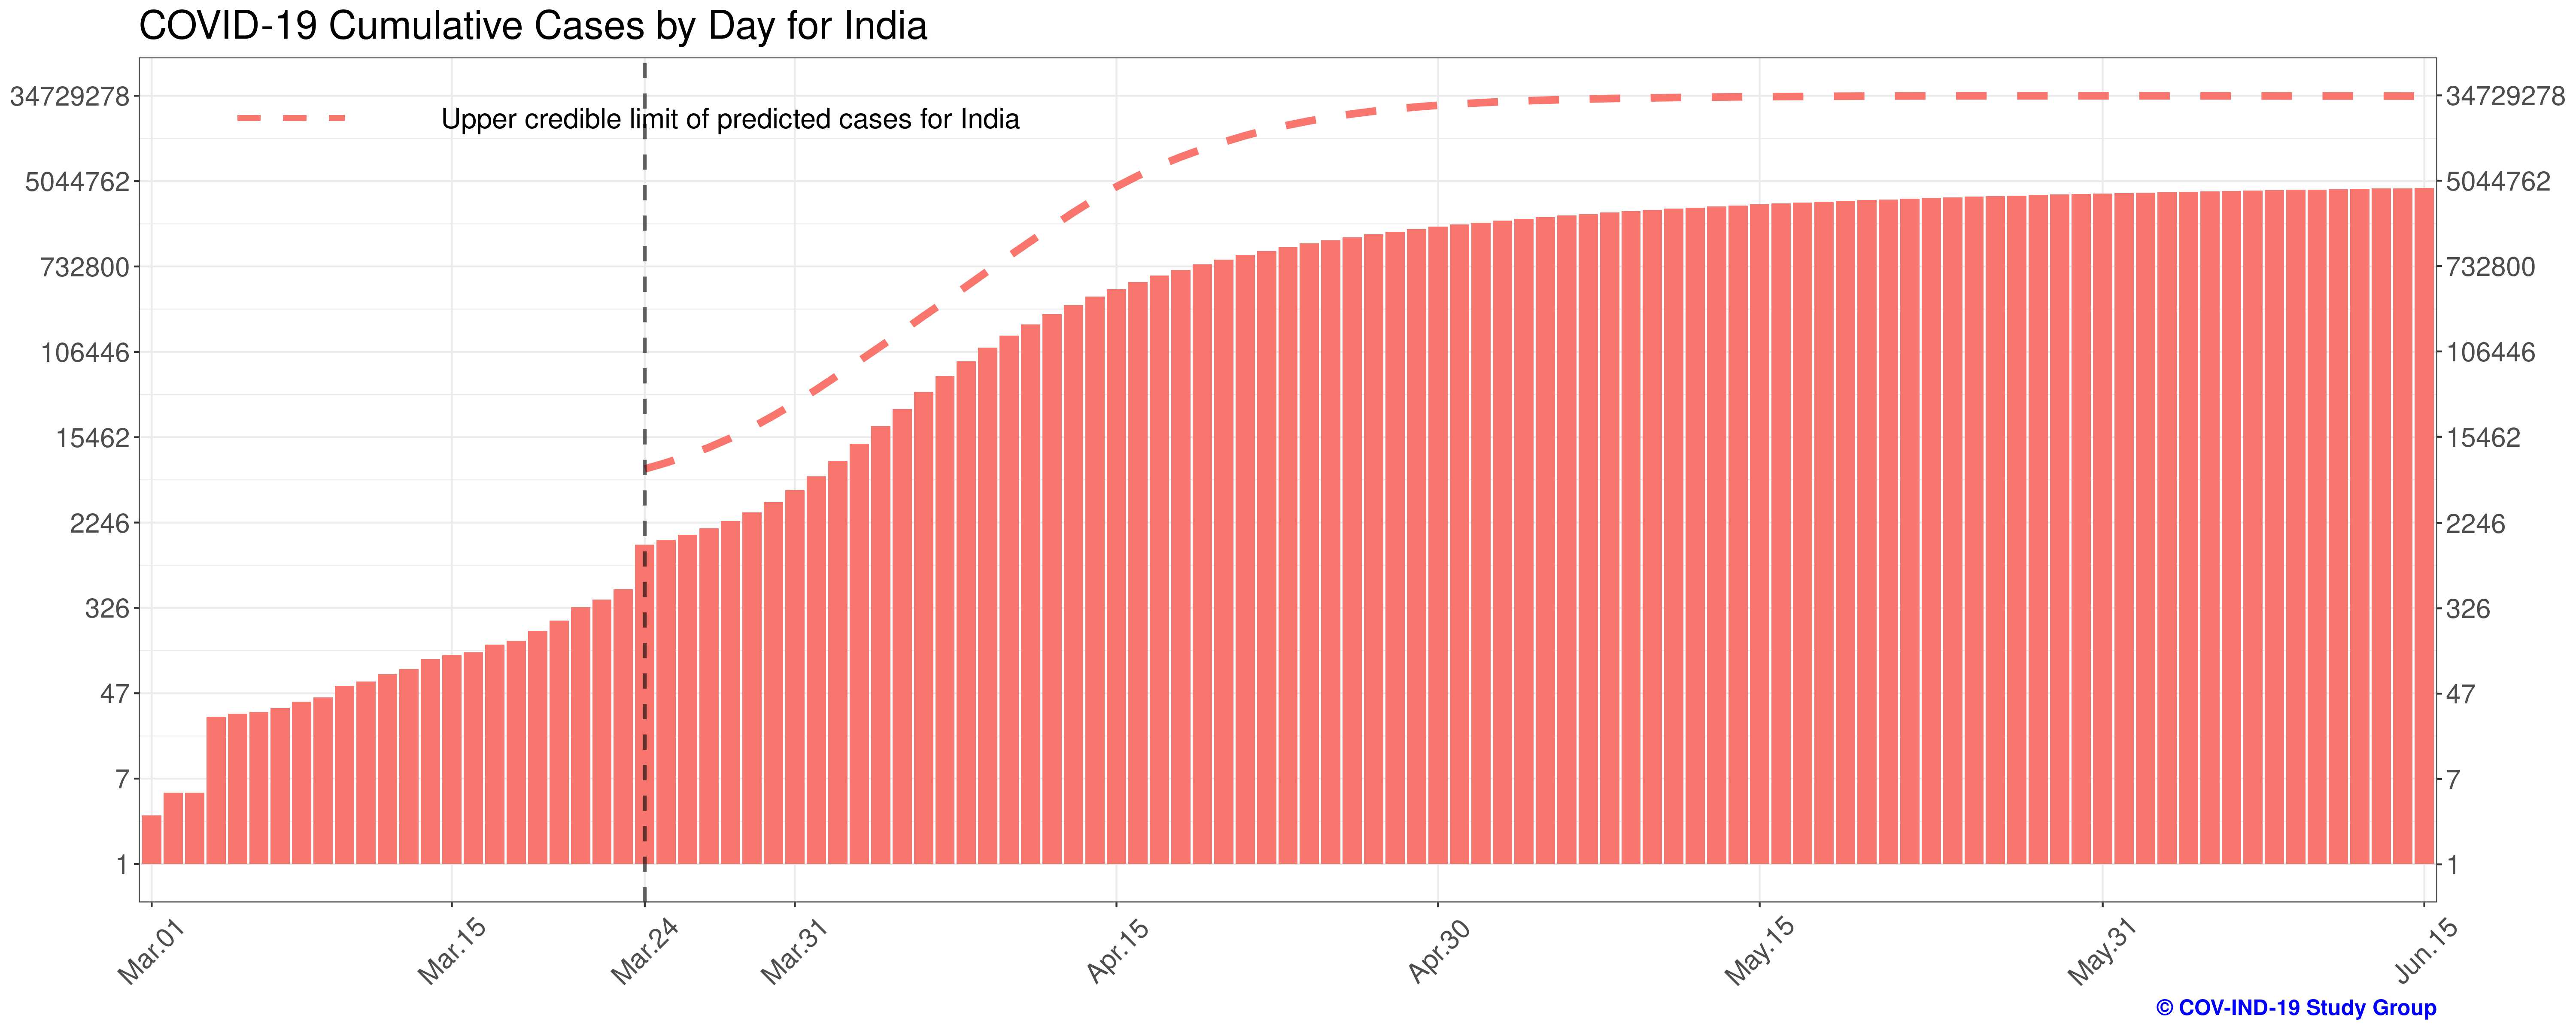 COVID-19 Cumulative Cases by Day for India
Upper credible limit of predicted cases for India
34729278
5044762
732800
106446
15462
2246
326
47
7
1
34729278
5044762
732800
106446
15462
2246
326
47
7
1
Mar.01
Mar.15
Mar.24
Mar.31
Apr.15
Apr.30
May.15
May.31
Jun.15
© COV-IND-19 Study Group